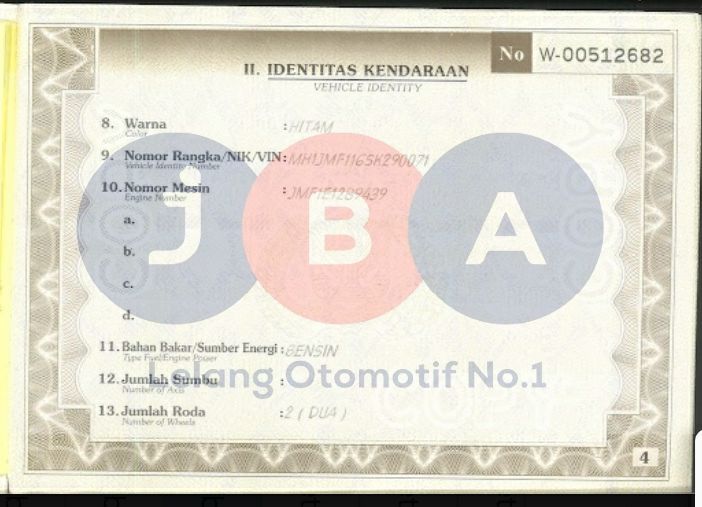 No W-00512682
II. IDENTITAS KENDARAAN
VEHICLE IDENTITY
8. Warna : HITAM
Color
9. Nomor Rangka/NIK/VIN: MH1JMF116SK290071
Vehicle Identity Number
10. Nomor Mesin : JMF1E1289439
Engine Number
a.
b.
c.
d.
J B A
11. Bahan Bakar/Sumber Energi : BENSIN
Type Fuel/Engine Power
12. Jumlah Sumbu :
Number of Axis
Lelang Otomotif No.1
13. Jumlah Roda : 2 ( DUA )
Number of Wheels
4